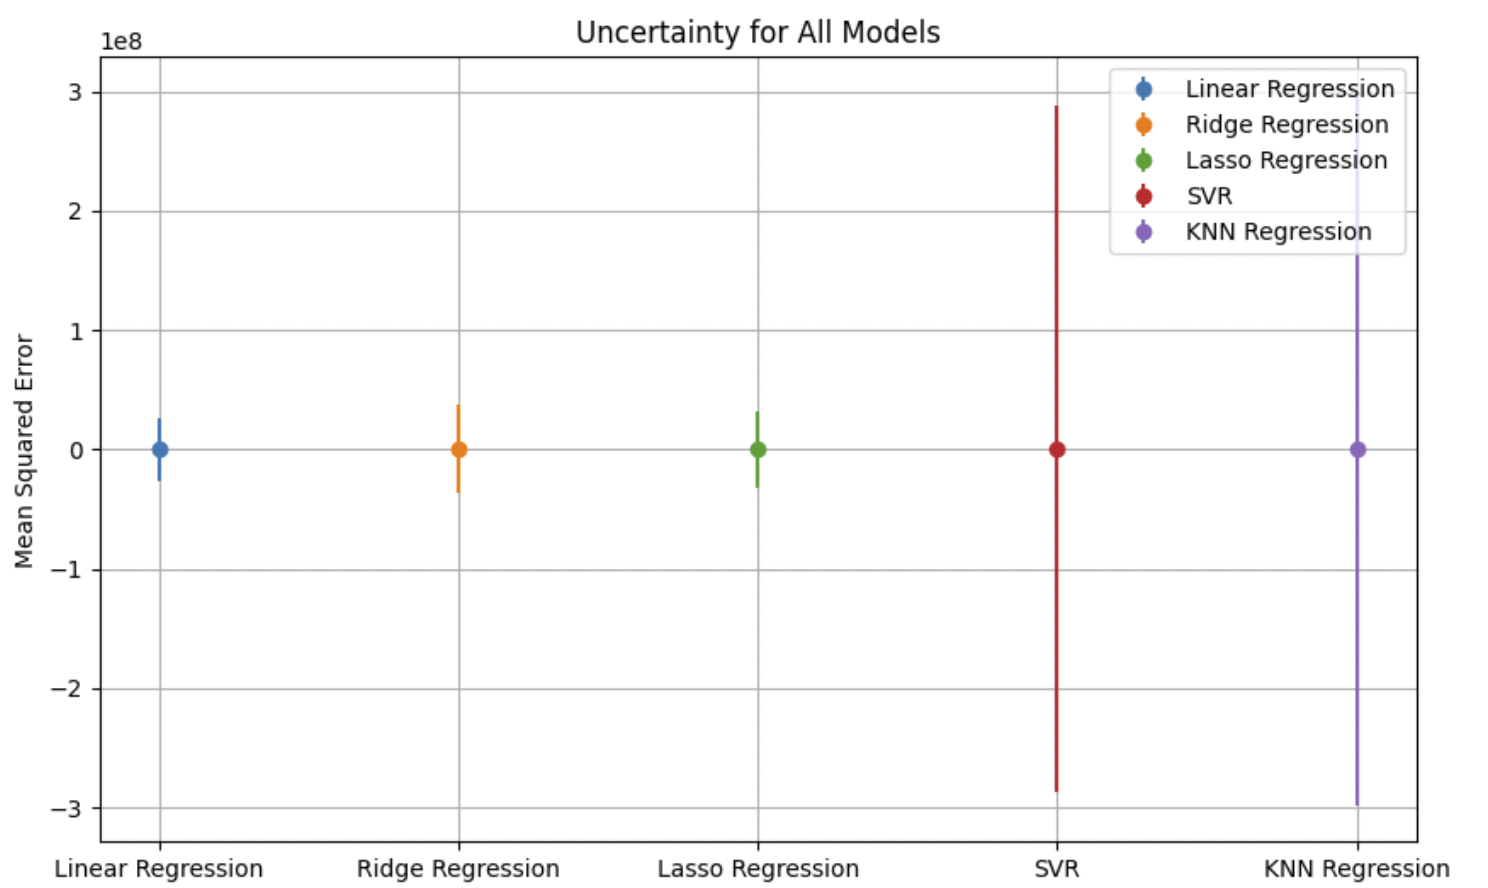 Uncertainty for All Models
1e8
Linear Regression
Ridge Regression
Lasso Regression
SVR
KNN Regression
3
2
1
0
−1
−2
−3
Mean Squared Error
Linear Regression
Ridge Regression
Lasso Regression
SVR
KNN Regression